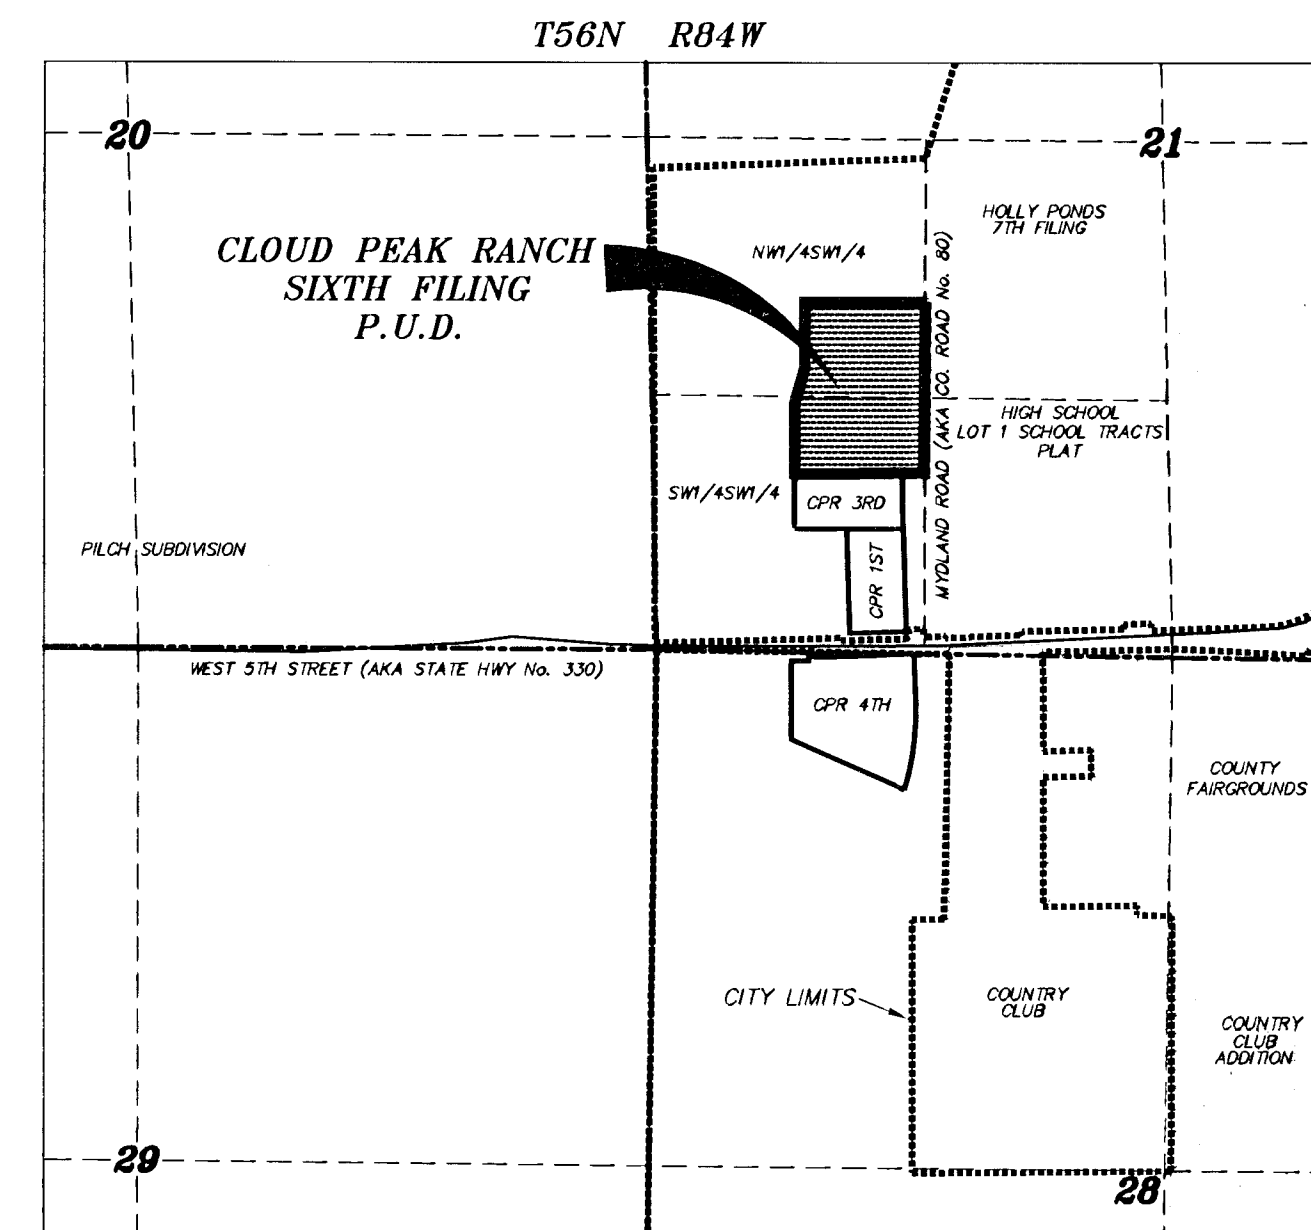 T56N R84W
20
21
HOLLY PONDS
7TH FILING
CLOUD PEAK RANCH
SIXTH FILING
P.U.D.
NW1/4SW1/4
MYDLAND ROAD (AKA CO. ROAD No. 80)
HIGH SCHOOL
LOT 1 SCHOOL TRACTS
PLAT
SW1/4SW1/4
CPR 3RD
PILCH SUBDIVISION
CPR 1ST
WEST 5TH STREET (AKA STATE HWY No. 330)
CPR 4TH
COUNTY
FAIRGROUNDS
CITY LIMITS
COUNTRY
CLUB
COUNTRY
CLUB
ADDITION
29
28